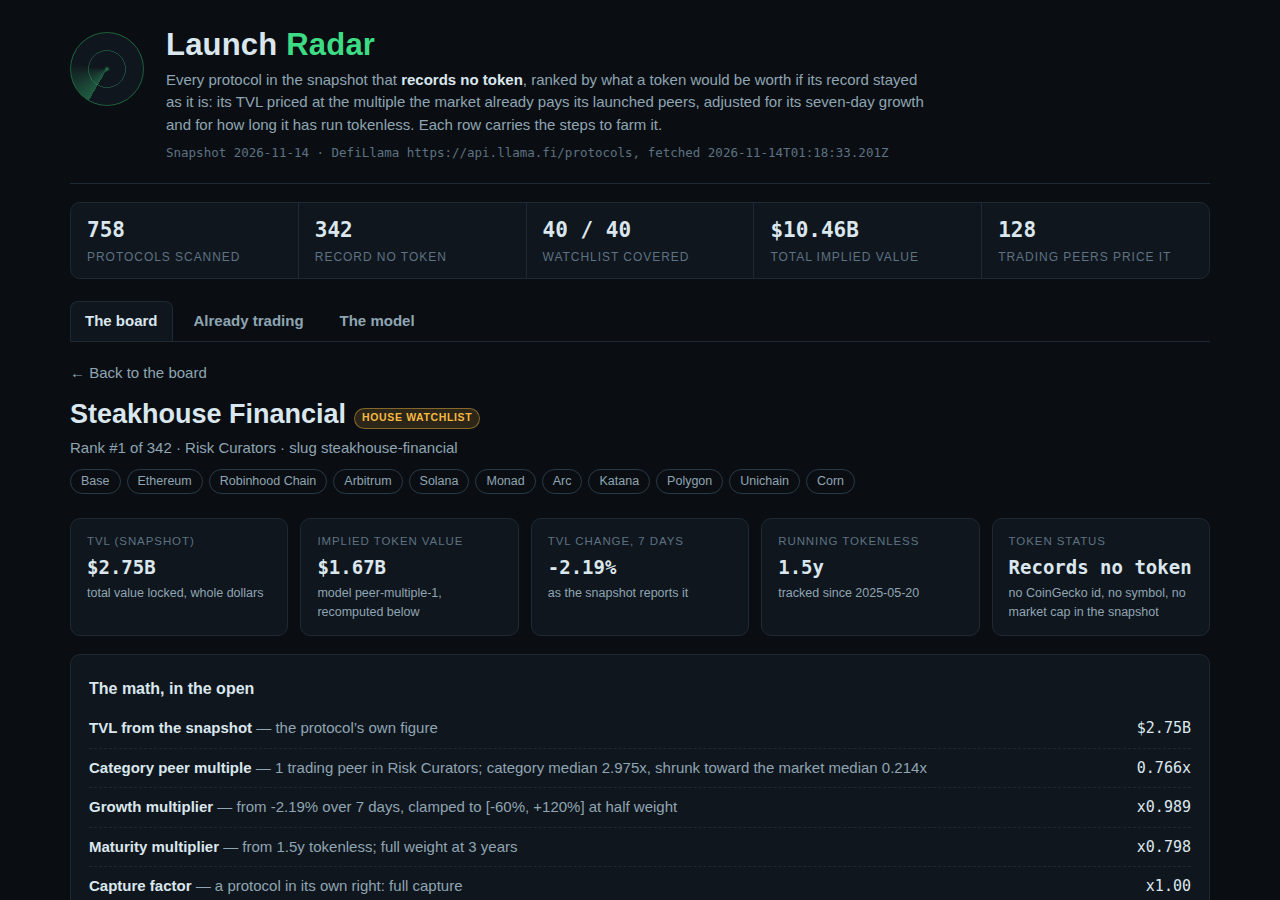 Launch Radar
Every protocol in the snapshot that records no token, ranked by what a token would be worth if its record stayed
as it is: its TVL priced at the multiple the market already pays its launched peers, adjusted for its seven-day growth
and for how long it has run tokenless. Each row carries the steps to farm it.
Snapshot 2026-11-14 · DefiLlama https://api.llama.fi/protocols, fetched 2026-11-14T01:18:33.201Z
758
PROTOCOLS SCANNED
342
RECORD NO TOKEN
40 / 40
WATCHLIST COVERED
$10.46B
TOTAL IMPLIED VALUE
128
TRADING PEERS PRICE IT
The board
Already trading
The model
← Back to the board
Steakhouse Financial HOUSE WATCHLIST
Rank #1 of 342 · Risk Curators · slug steakhouse-financial
Base Ethereum Robinhood Chain Arbitrum Solana Monad Arc Katana Polygon Unichain Corn
TVL (SNAPSHOT)
$2.75B
total value locked, whole dollars
IMPLIED TOKEN VALUE
$1.67B
model peer-multiple-1,
recomputed below
TVL CHANGE, 7 DAYS
-2.19%
as the snapshot reports it
RUNNING TOKENLESS
1.5y
tracked since 2025-05-20
TOKEN STATUS
Records no token
no CoinGecko id, no symbol, no
market cap in the snapshot
The math, in the open
TVL from the snapshot — the protocol's own figure $2.75B
Category peer multiple — 1 trading peer in Risk Curators; category median 2.975x, shrunk toward the market median 0.214x 0.766x
Growth multiplier — from -2.19% over 7 days, clamped to [-60%, +120%] at half weight x0.989
Maturity multiplier — from 1.5y tokenless; full weight at 3 years x0.798
Capture factor — a protocol in its own right: full capture x1.00